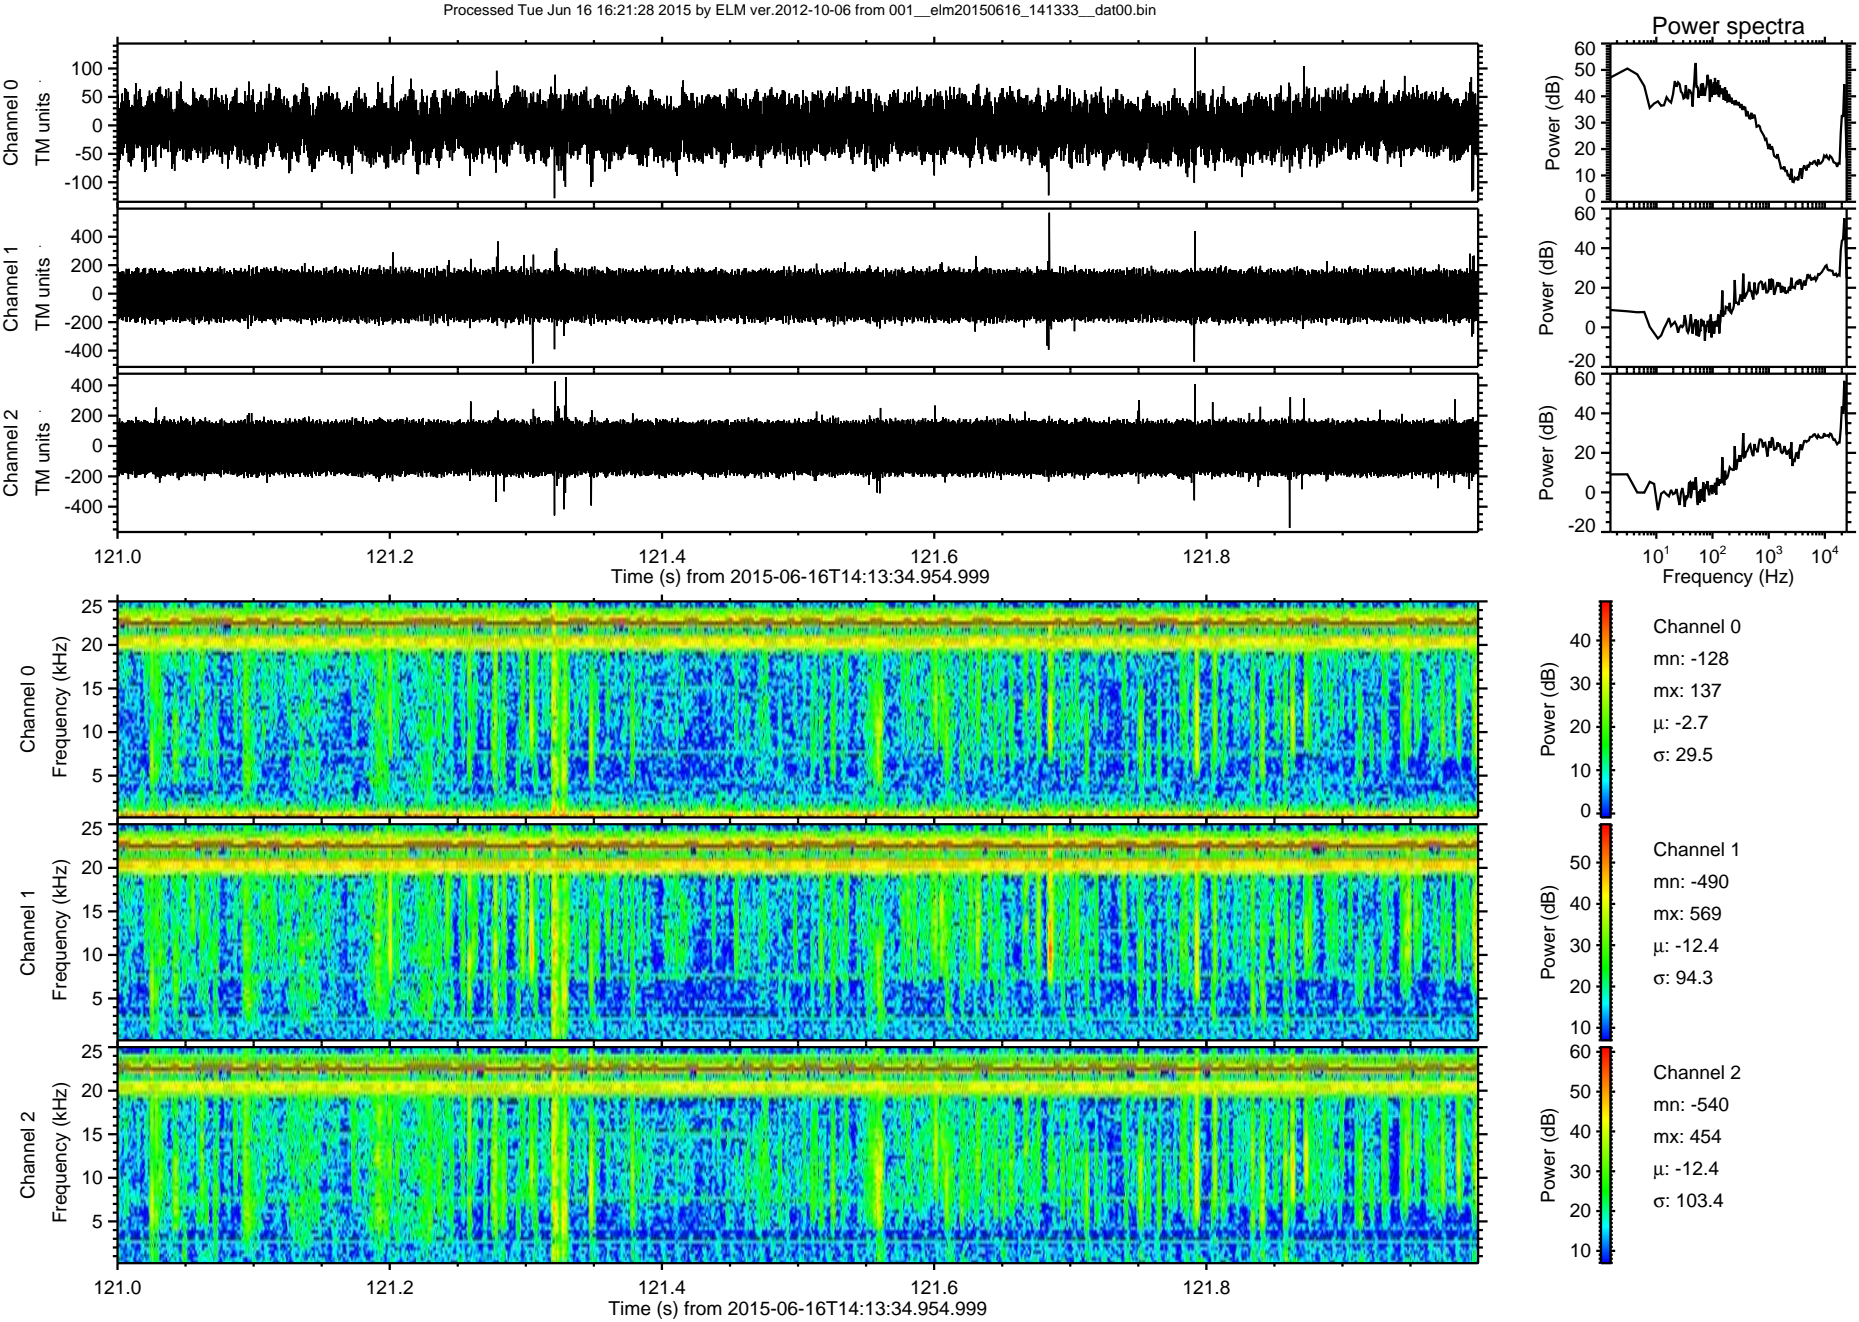 Processed Tue Jun 16 16:21:28 2015 by ELM ver.2012-10-06 from 001__elm20150616_141333__dat00.bin
Power spectra
Channel 0
TM units
100
50
0
-50
-100
Power (dB)
60
50
40
30
20
10
0
Channel 1
TM units
400
200
0
-200
-400
Power (dB)
60
40
20
0
-20
Channel 2
TM units
400
200
0
-200
-400
Power (dB)
60
40
20
0
-20
121.0 121.2 121.4 121.6 121.8
Time (s) from 2015-06-16T14:13:34.954.999
10^1 10^2 10^3 10^4
Frequency (Hz)
Channel 0
Frequency (kHz)
25
20
15
10
5
Power (dB)
40
30
20
10
0
Channel 0
mn: -128
mx: 137
μ: -2.7
σ: 29.5
Channel 1
Frequency (kHz)
25
20
15
10
5
Power (dB)
50
40
30
20
10
Channel 1
mn: -490
mx: 569
μ: -12.4
σ: 94.3
Channel 2
Frequency (kHz)
25
20
15
10
5
Power (dB)
60
50
40
30
20
10
Channel 2
mn: -540
mx: 454
μ: -12.4
σ: 103.4
121.0 121.2 121.4 121.6 121.8
Time (s) from 2015-06-16T14:13:34.954.999